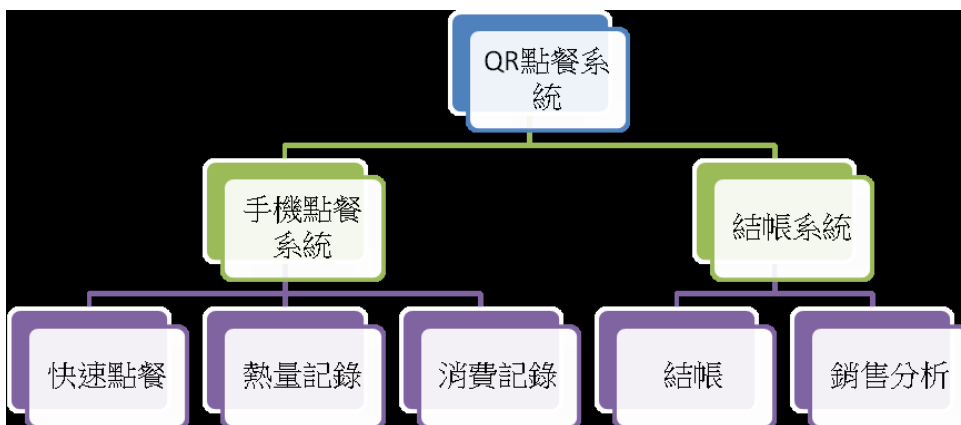 QR點餐系
統
手機點餐
系統
結帳系統
快速點餐
熱量記錄
消費記錄
結帳
銷售分析